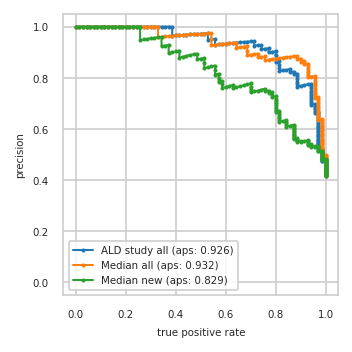 precision
1.0
0.8
0.6
0.4
0.2
0.0
ALD study all (aps: 0.926)
Median all (aps: 0.932)
Median new (aps: 0.829)
0.0 0.2 0.4 0.6 0.8 1.0
true positive rate